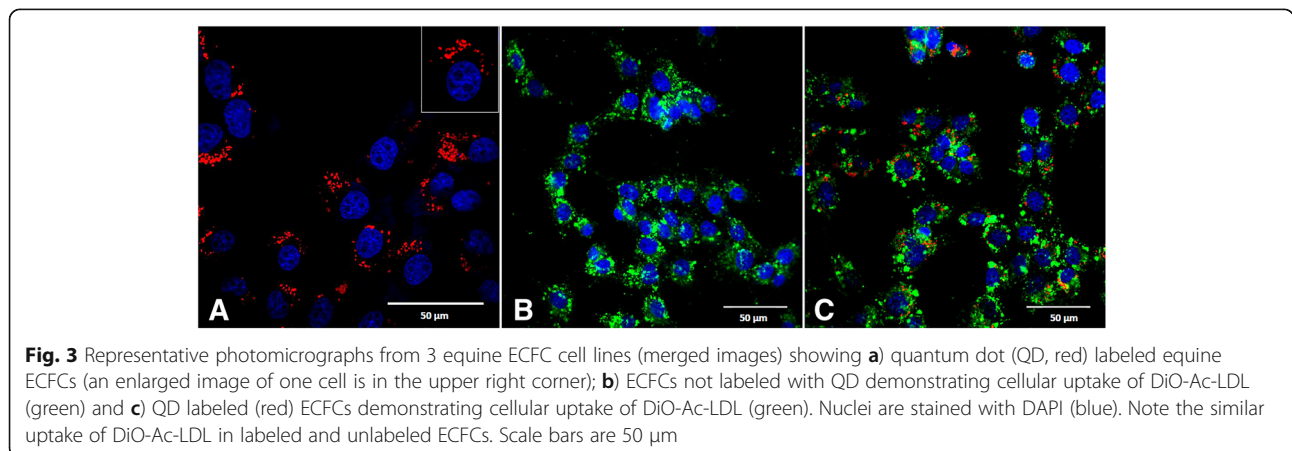 A
50 µm
B
50 µm
C
50 µm
Fig. 3 Representative photomicrographs from 3 equine ECFC cell lines (merged images) showing a) quantum dot (QD, red) labeled equine
ECFCs (an enlarged image of one cell is in the upper right corner); b) ECFCs not labeled with QD demonstrating cellular uptake of DiO-Ac-LDL
(green) and c) QD labeled (red) ECFCs demonstrating cellular uptake of DiO-Ac-LDL (green). Nuclei are stained with DAPI (blue). Note the similar
uptake of DiO-Ac-LDL in labeled and unlabeled ECFCs. Scale bars are 50 µm